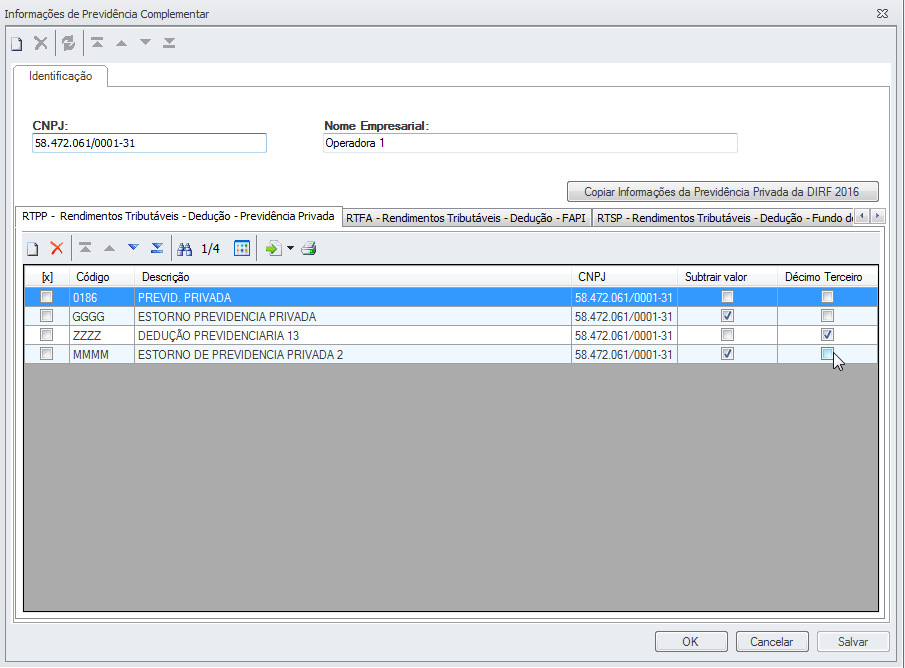 Informações de Previdência Complementar
Identificação
CNPJ: Nome Empresarial:
58.472.061/0001-31 Operadora 1
Copiar Informações da Previdência Privada da DIRF 2016
RTPP - Rendimentos Tributáveis - Dedução - Previdência Privada RTFA - Rendimentos Tributáveis - Dedução - FAPI RTSP - Rendimentos Tributáveis - Dedução - Fundo
1/4
[x] Código Descrição CNPJ Subtrair valor Décimo Terceiro
0186 PREVID. PRIVADA 58.472.061/0001-31
GGGG ESTORNO PREVIDENCIA PRIVADA 58.472.061/0001-31
ZZZZ DEDUÇÃO PREVIDENCIARIA 13 58.472.061/0001-31
MMMM ESTORNO DE PREVIDENCIA PRIVADA 2 58.472.061/0001-31
OK Cancelar Salvar